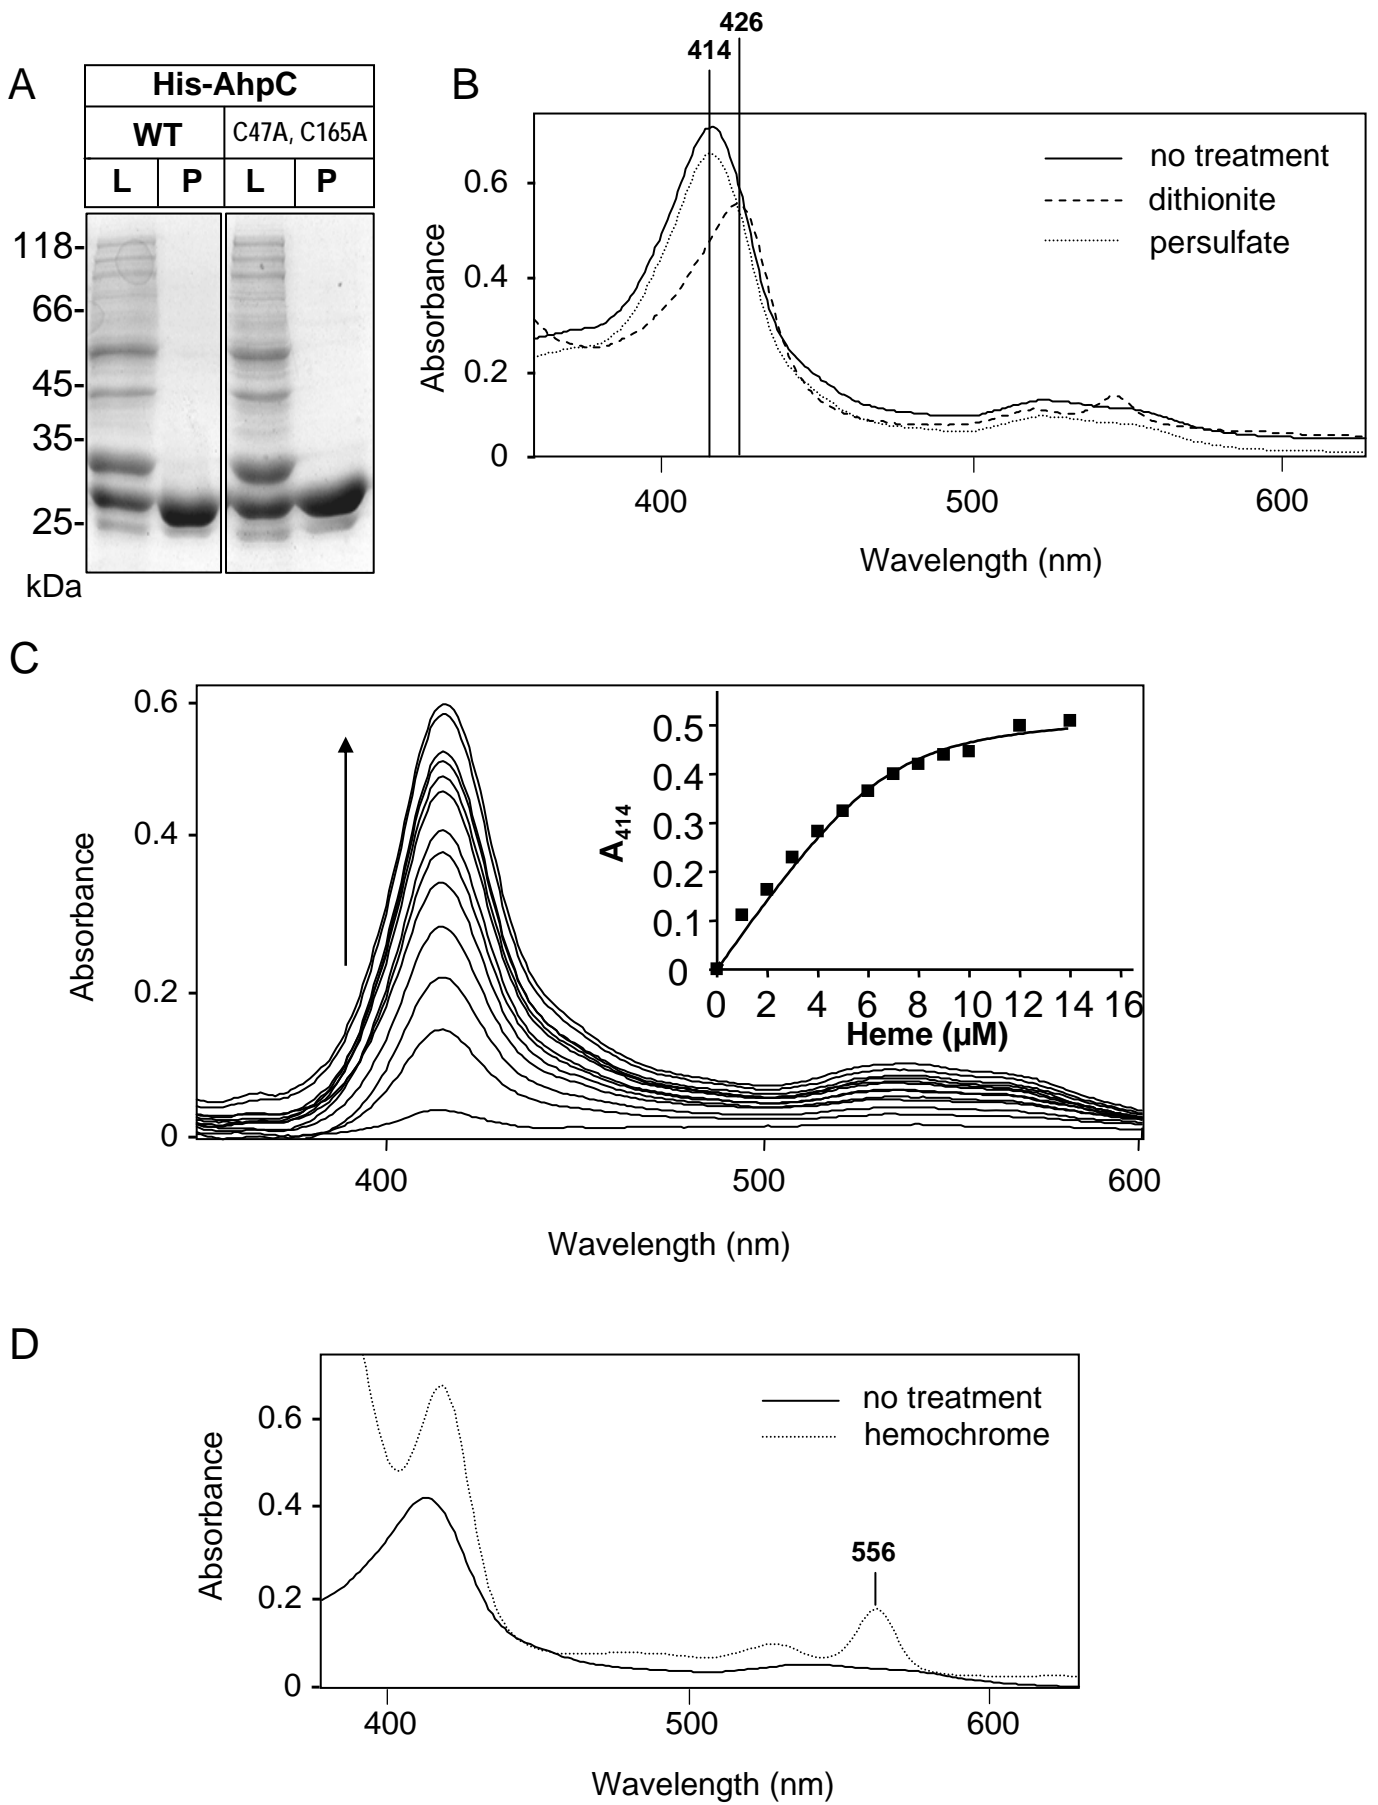 A
His-AhpC
WT C47A, C165A
L P L P
118-
66-
45-
35-
25-
kDa
B
426
414
Absorbance
0.6
0.4
0.2
0
no treatment
dithionite
persulfate
400 500 600
Wavelength (nm)
C
Absorbance
0.6
0.4
0.2
0
400 500 600
Wavelength (nm)
A414
0.5
0.4
0.3
0.2
0.1
0
0 2 4 6 8 10 12 14 16
Heme (µM)
D
Absorbance
0.6
0.4
0.2
0
no treatment
hemochrome
556
400 500 600
Wavelength (nm)